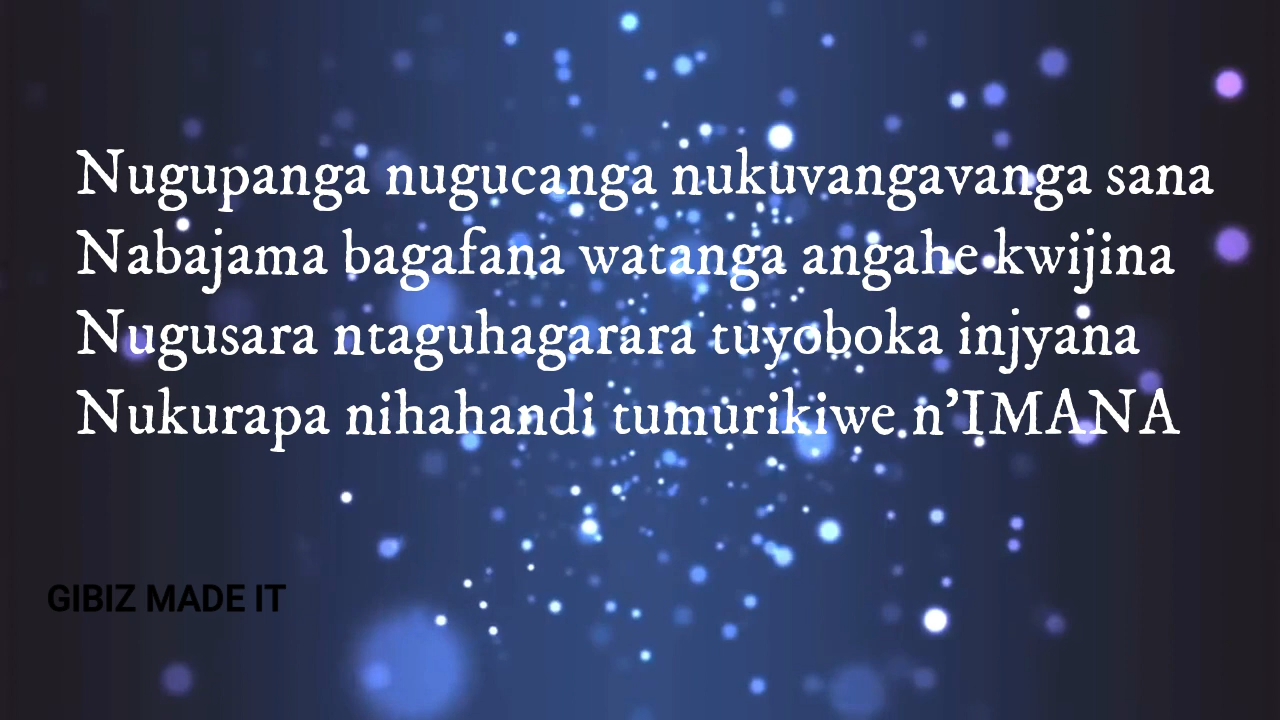 Nugupanga nugucanga nukuvangavanga sana
Nabajama bagafana watanga angahe kwijina
Nugusara ntaguhagarara tuyoboka injyana
Nukurapa nihahandi tumurikiwe n’IMANA
GIBIZ MADE IT